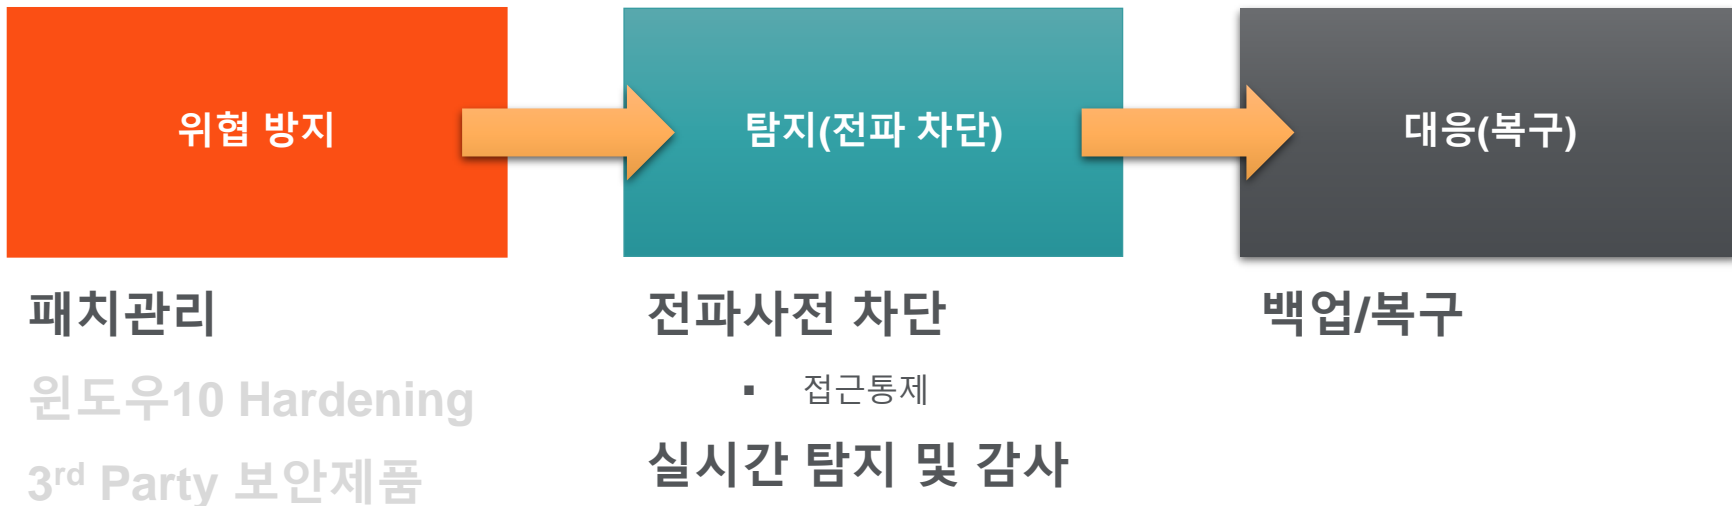 위협 방지
탐지(전파 차단)
대응(복구)
패치관리
윈도우10 Hardening
3rd Party 보안제품
전파사전 차단
▪ 접근통제
실시간 탐지 및 감사
백업/복구